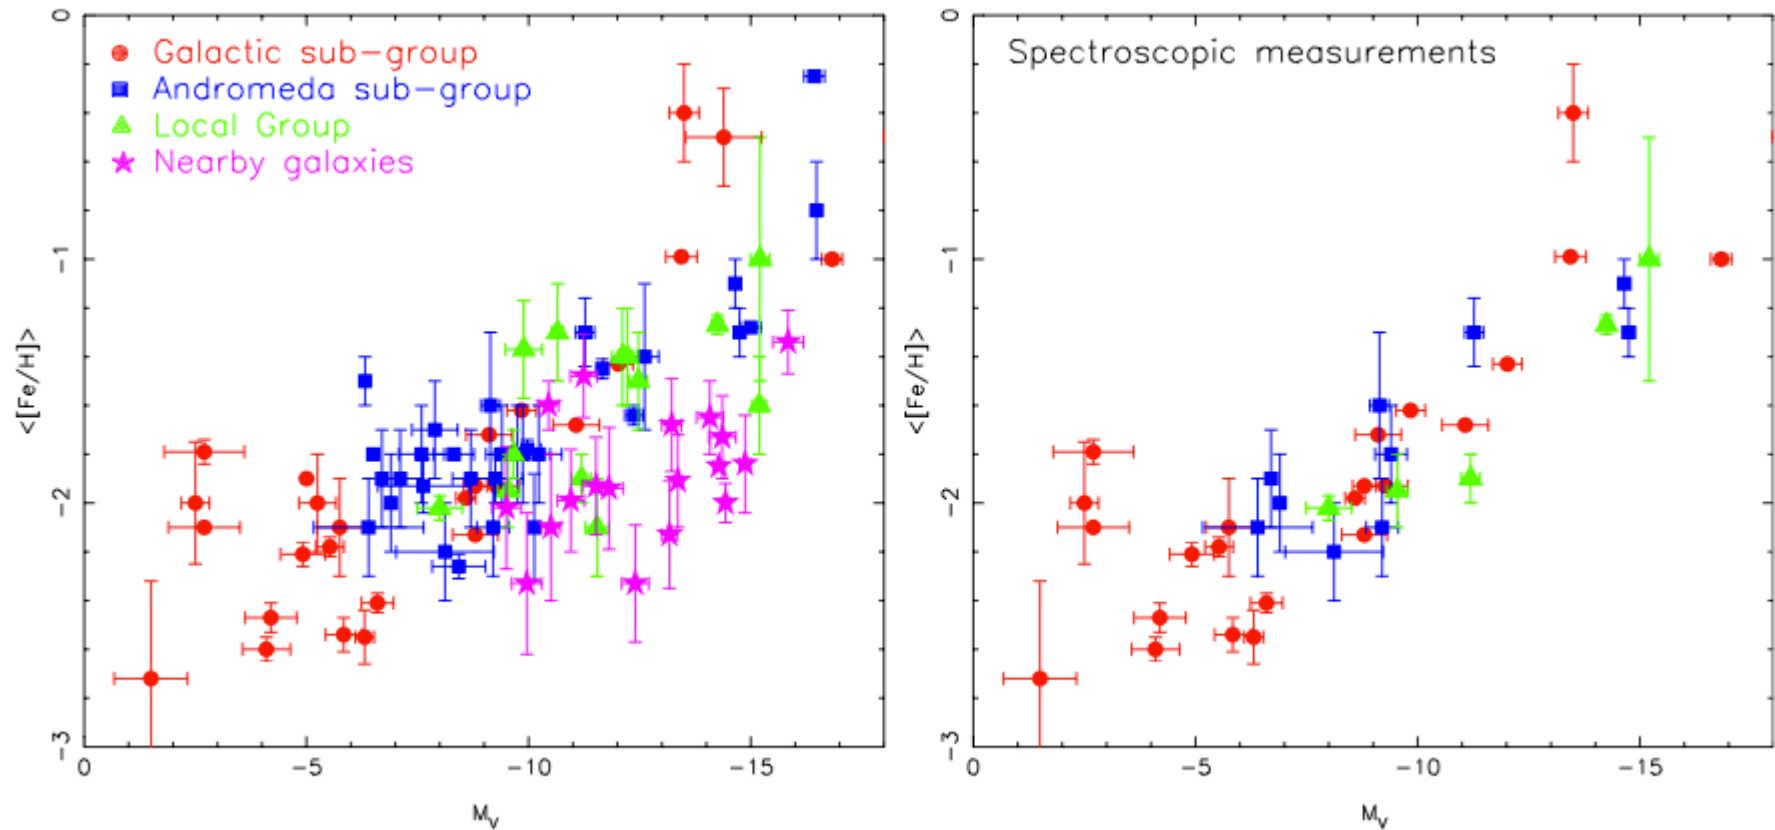 0
-1
-2
-3
<[Fe/H]>
Galactic sub-group
Andromeda sub-group
Local Group
Nearby galaxies
0
-5
-10
-15
M_V
0
-1
-2
-3
<[Fe/H]>
Spectroscopic measurements
0
-5
-10
-15
M_V